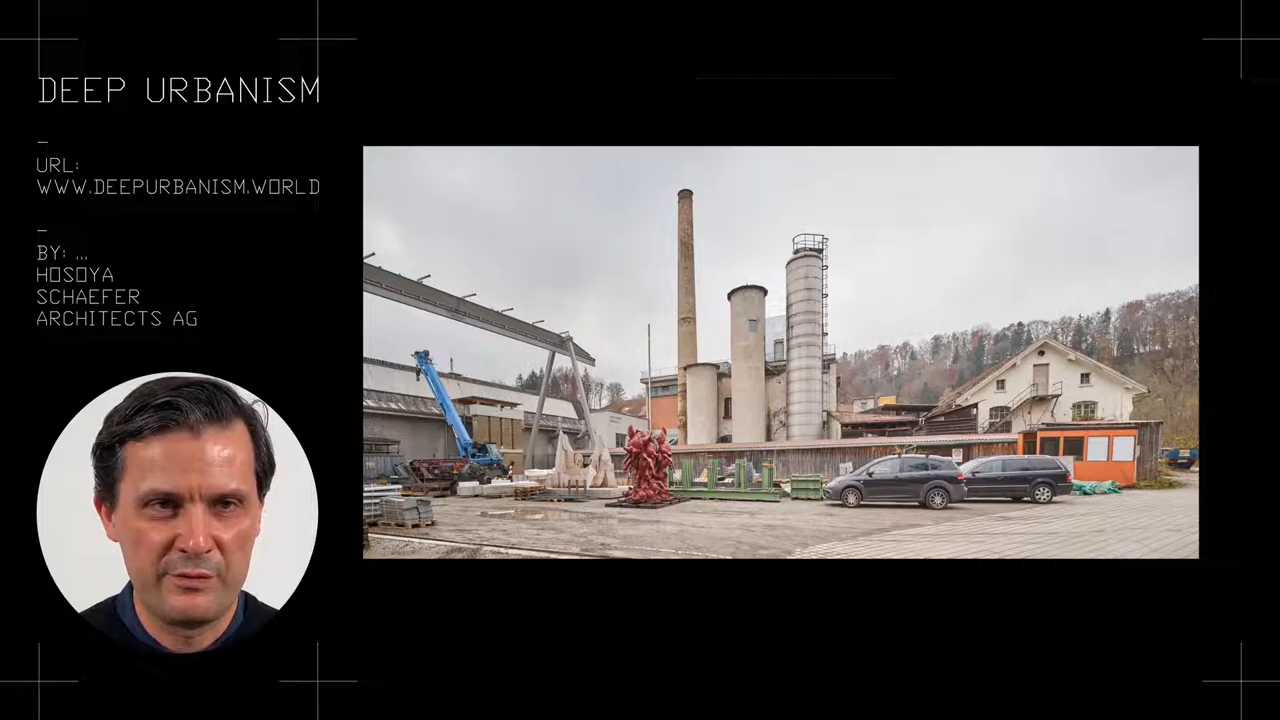 DEEP URBANISM
–
URL:
WWW.DEEPURBANISM.WORLD
–
BY: ...
HOSOYA
SCHAEFER
ARCHITECTS AG